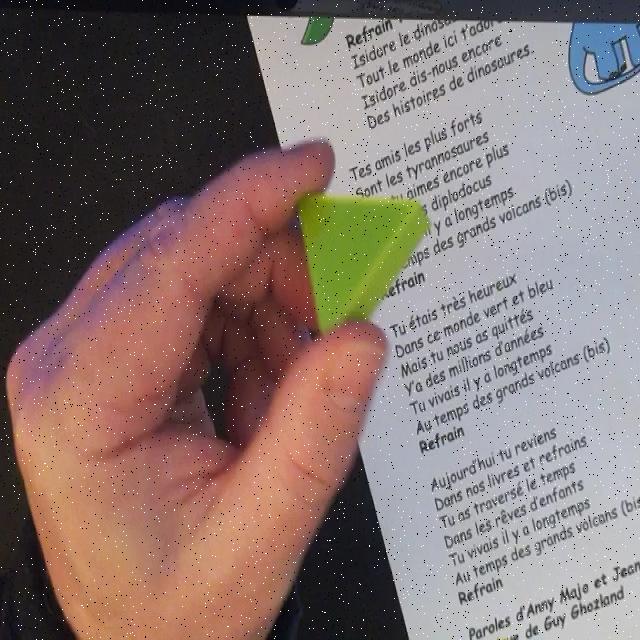 Refrain
Isidore le
Tout le monde ici
Isidore dis-nous encore
Des histoires de dinosaures.
Tes amis les plus forts
Sont les tyrannosaures
aimes encore plus
diplodocus
y a longtemps
des grands volcans (bis)
Refrain
Tu étais très heureux
Dans ce monde vert et bleu
Mais tu nous as quittés
Y'a des millions d'années
Tu vivais il y a longtemps
Au temps des grands volcans (bis)
Refrain
Aujourd'hui tu reviens
Dans nos livres et refrains
Tu as traversé le temps
Dans les rêves d'enfants
Tu vivais il y a longtemps
Au temps des grands volcans (bis
Refrain
Paroles d'Anny Majo et Jean
de Guy Ghozland